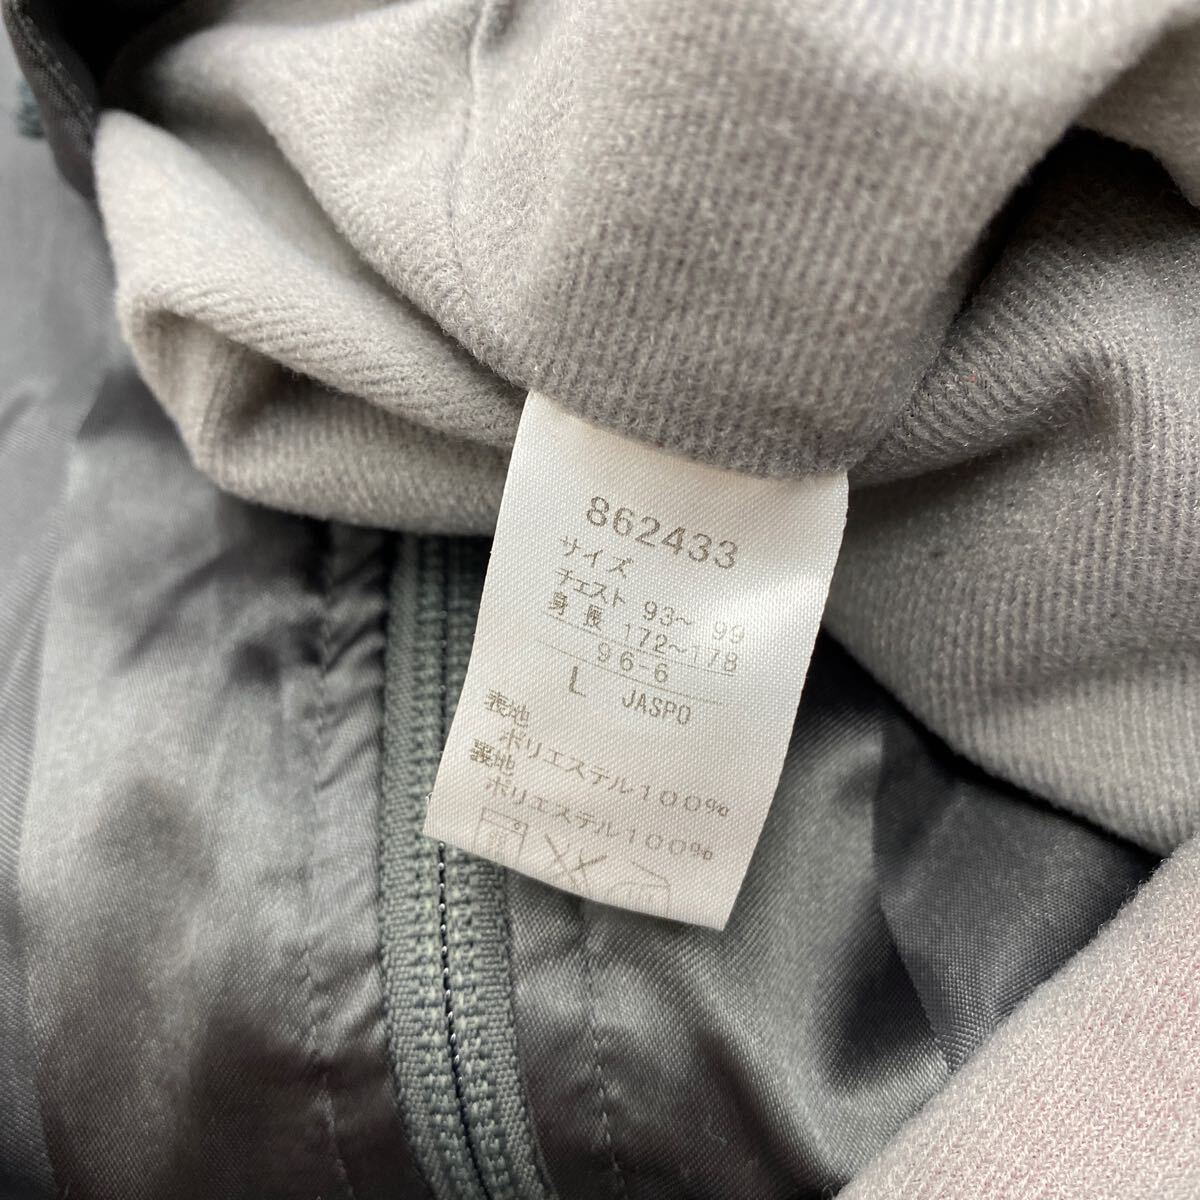 862433
サイズ
チェスト 93~ 99
身 長 172~178
96-6
L JASPO
表地
ポリエステル100%
裏地
ポリエステル100%